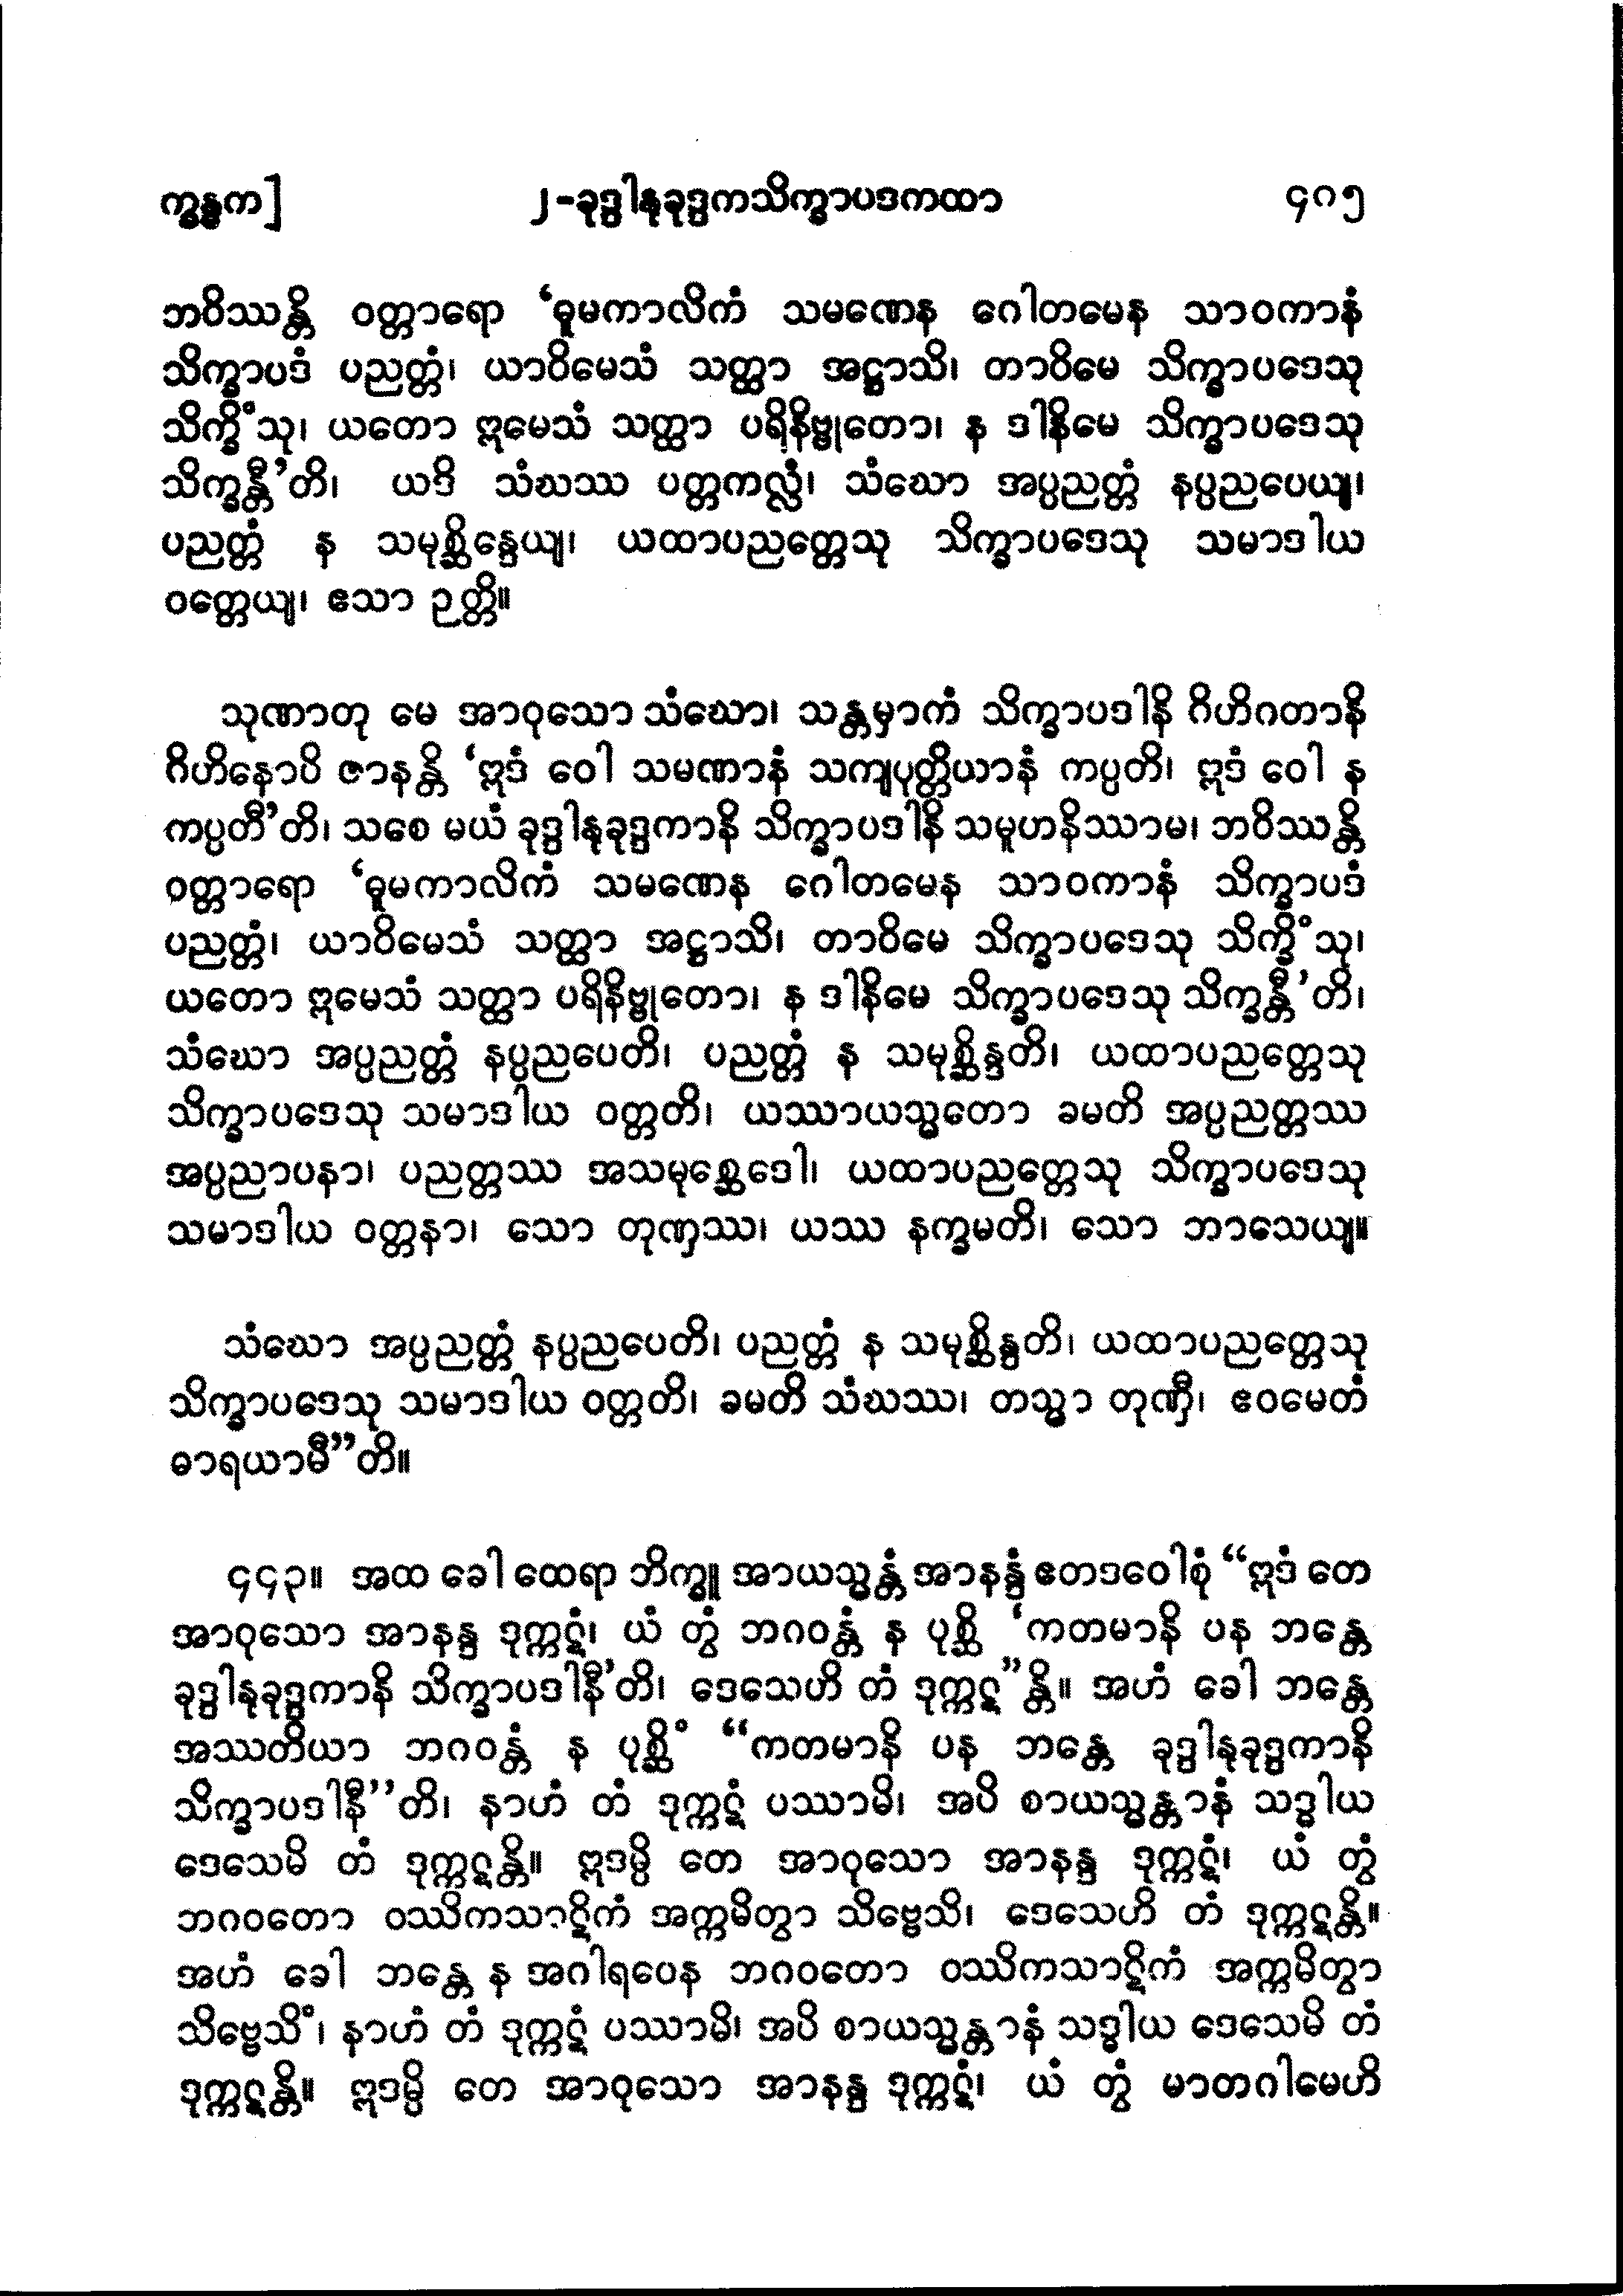 က္ခန္ဓက] ၂-ခုဒ္ဒါနုခုဒ္ဒကသိက္ခာပဒကထာ ၄၈၅
ဘဝိဿန္တိ ဝတ္တာရော ‘ဓူမကာလိကံ သမဏေန ဂေါတမေန သာဝကာနံ
သိက္ခာပဒံ ပညတ္တံ၊ ယာဝိမေသံ သတ္ထာ အဋ္ဌာသိ၊ တာဝိမေ သိက္ခာပဒေသု
သိက္ခိံသု၊ ယတော ဣမေသံ သတ္ထာ ပရိနိဗ္ဗုတော၊ န ဒါနိမေ သိက္ခာပဒေသု
သိက္ခန္တီ’တိ၊ ယဒိ သံဃဿ ပတ္တကလ္လံ၊ သံဃော အပ္ပညတ္တံ နပ္ပညပေယျ၊
ပညတ္တံ န သမုစ္ဆိန္ဒေယျ၊ ယထာပညတ္တေသု သိက္ခာပဒေသု သမာဒါယ
ဝတ္တေယျ၊ ဧသာ ဉတ္တိ။
သုဏာတု မေ အာဝုသော သံဃော၊ သန္တမှာကံ သိက္ခာပဒါနိ ဂိဟိဂတာနိ
ဂိဟိနောပိ ဇာနန္တိ ‘ဣဒံ ဝေါ သမဏာနံ သကျပုတ္တိယာနံ ကပ္ပတိ၊ ဣဒံ ဝေါ န
ကပ္ပတီ’တိ၊ သစေ မယံ ခုဒ္ဒါနုခုဒ္ဒကာနိ သိက္ခာပဒါနိ သမူဟနိဿာမ၊ ဘဝိဿန္တိ
ဝတ္တာရော ‘ဓူမကာလိကံ သမဏေန ဂေါတမေန သာဝကာနံ သိက္ခာပဒံ
ပညတ္တံ၊ ယာဝိမေသံ သတ္ထာ အဋ္ဌာသိ၊ တာဝိမေ သိက္ခာပဒေသု သိက္ခိံသု၊
ယတော ဣမေသံ သတ္ထာ ပရိနိဗ္ဗုတော၊ န ဒါနိမေ သိက္ခာပဒေသု သိက္ခန္တီ’တိ၊
သံဃော အပ္ပညတ္တံ နပ္ပညပေတိ၊ ပညတ္တံ န သမုစ္ဆိန္ဒတိ၊ ယထာပညတ္တေသု
သိက္ခာပဒေသု သမာဒါယ ဝတ္တတိ၊ ယဿာယသ္မတော ခမတိ အပ္ပညတ္တဿ
အပ္ပညာပနာ၊ ပညတ္တဿ အသမုစ္ဆေဒေါ၊ ယထာပညတ္တေသု သိက္ခာပဒေသု
သမာဒါယ ဝတ္တနာ၊ သော တုဏှဿ၊ ယဿ နက္ခမတိ၊ သော ဘာသေယျ။
သံဃော အပ္ပညတ္တံ နပ္ပညပေတိ၊ ပညတ္တံ န သမုစ္ဆိန္ဒတိ၊ ယထာပညတ္တေသု
သိက္ခာပဒေသု သမာဒါယ ဝတ္တတိ၊ ခမတိ သံဃဿ၊ တသ္မာ တုဏှီ၊ ဧဝမေတံ
ဓာရယာမီ”တိ။
၄၄၃။ အထ ခေါ ထေရာ ဘိက္ခူ အာယသ္မန္တံ အာနန္ဒံ ဧတဒဝေါစုံ “ဣဒံ တေ
အာဝုသော အာနန္ဒ ဒုက္ကဋံ၊ ယံ တွံ ဘဂဝန္တံ န ပုစ္ဆိ ‘ကတမာနိ ပန ဘန္တေ
ခုဒ္ဒါနုခုဒ္ဒကာနိ သိက္ခာပဒါနီ’တိ၊ ဒေသေဟိ တံ ဒုက္ကဋ”န္တိ။ အဟံ ခေါ ဘန္တေ
အဿတိယာ ဘဂဝန္တံ န ပုစ္ဆိံ “ကတမာနိ ပန ဘန္တေ ခုဒ္ဒါနုခုဒ္ဒကာနိ
သိက္ခာပဒါနီ”တိ၊ နာဟံ တံ ဒုက္ကဋံ ပဿာမိ၊ အပိ စာယသ္မန္တာနံ သဒ္ဓါယ
ဒေသေမိ တံ ဒုက္ကဋန္တိ။ ဣဒမ္ပိ တေ အာဝုသော အာနန္ဒ ဒုက္ကဋံ၊ ယံ တွံ
ဘဂဝတော ဝဿိကသာဋိကံ အက္ကမိတွာ သိဗ္ဗေသိ၊ ဒေသေဟိ တံ ဒုက္ကဋန္တိ။
အဟံ ခေါ ဘန္တေ န အဂါရဝေန ဘဂဝတော ဝဿိကသာဋိကံ အက္ကမိတွာ
သိဗ္ဗေသိံ၊ နာဟံ တံ ဒုက္ကဋံ ပဿာမိ၊ အပိ စာယသ္မန္တာနံ သဒ္ဓါယ ဒေသေမိ တံ
ဒုက္ကဋန္တိ။ ဣဒမ္ပိ တေ အာဝုသော အာနန္ဒ ဒုက္ကဋံ၊ ယံ တွံ မာတဂါမေဟိ